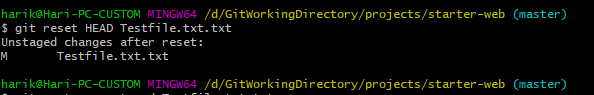 harik@Hari-PC-CUSTOM MINGW64 /d/GitWorkingDirectory/projects/starter-web (master)
$ git reset HEAD Testfile.txt.txt
Unstaged changes after reset:
M       Testfile.txt.txt
harik@Hari-PC-CUSTOM MINGW64 /d/GitWorkingDirectory/projects/starter-web (master)